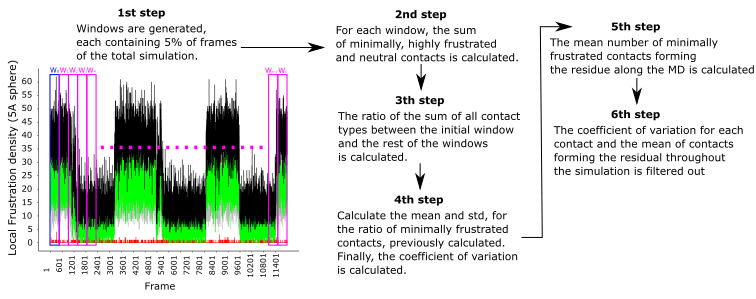 1st step
Windows are generated,
each containing 5% of frames
of the total simulation.
2nd step
For each window, the sum
of minimally, highly frustrated
and neutral contacts is calculated.
3rd step
The ratio of the sum of all contact
types between the initial window
and the rest of the windows
is calculated.
4rd step
Calculate the mean and std, for
the ratio of minimally frustrated
contacts, previously calculated.
Finally, the coefficient of variation
is calculated.
5th step
The mean number of minimally
frustrated contacts forming
the residue along the MD is calculated
6th step
The coefficient of variation for each
contact and the mean of contacts
forming the residual throughout
the simulation is filtered out
Local Frustration density (5A sphere)
60
55
50
45
40
35
30
25
20
15
10
5
0
W W W W W W
1
601
1201
1801
2401
3001
3601
4201
4801
5401
6001
6601
7201
7801
8401
9001
9601
10201
10801
11401
Frame